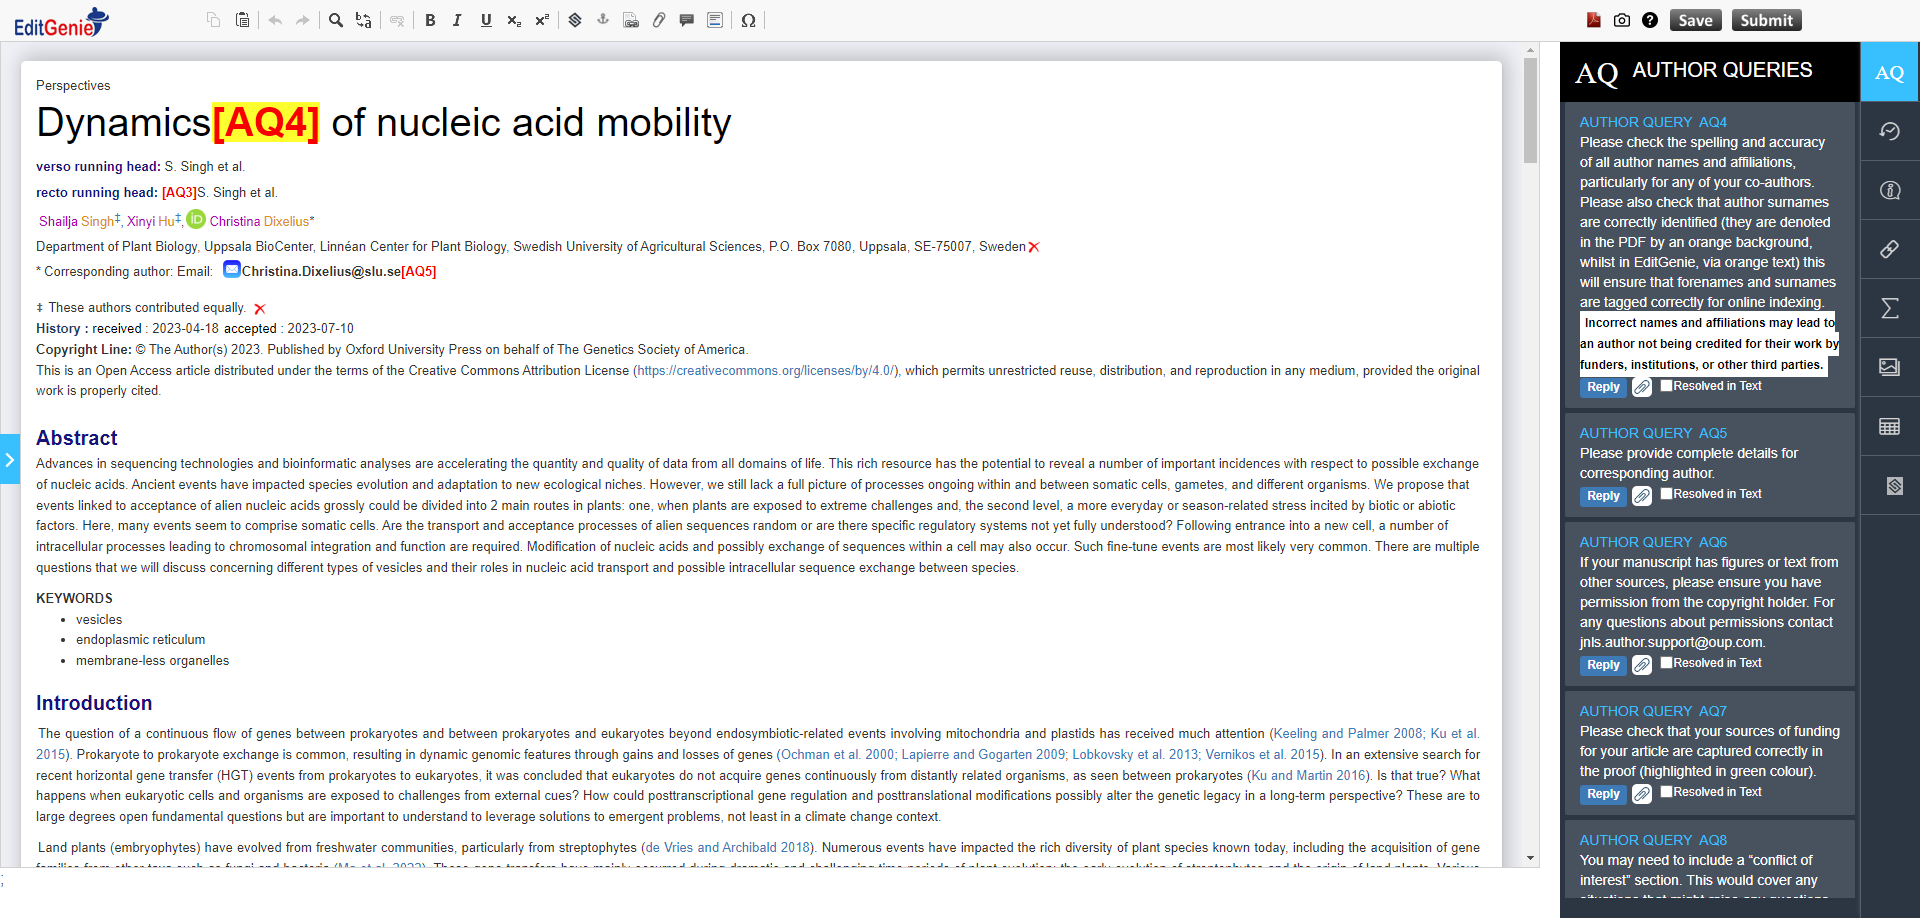 EditGenie
B I U x₂ x² Ω
Save Submit
Perspectives
Dynamics[AQ4] of nucleic acid mobility
verso running head: S. Singh et al.
recto running head: [AQ3]S. Singh et al.
Shailja Singh‡, Xinyi Hu‡, iD Christina Dixelius*
Department of Plant Biology, Uppsala BioCenter, Linnéan Center for Plant Biology, Swedish University of Agricultural Sciences, P.O. Box 7080, Uppsala, SE-75007, Sweden
* Corresponding author: Email: Christina.Dixelius@slu.se[AQ5]
‡ These authors contributed equally.
History : received : 2023-04-18 accepted : 2023-07-10
Copyright Line: © The Author(s) 2023. Published by Oxford University Press on behalf of The Genetics Society of America.
This is an Open Access article distributed under the terms of the Creative Commons Attribution License (https://creativecommons.org/licenses/by/4.0/), which permits unrestricted reuse, distribution, and reproduction in any medium, provided the original
work is properly cited.
Abstract
Advances in sequencing technologies and bioinformatic analyses are accelerating the quantity and quality of data from all domains of life. This rich resource has the potential to reveal a number of important incidences with respect to possible exchange
of nucleic acids. Ancient events have impacted species evolution and adaptation to new ecological niches. However, we still lack a full picture of processes ongoing within and between somatic cells, gametes, and different organisms. We propose that
events linked to acceptance of alien nucleic acids grossly could be divided into 2 main routes in plants: one, when plants are exposed to extreme challenges and, the second level, a more everyday or season-related stress incited by biotic or abiotic
factors. Here, many events seem to comprise somatic cells. Are the transport and acceptance processes of alien sequences random or are there specific regulatory systems not yet fully understood? Following entrance into a new cell, a number of
intracellular processes leading to chromosomal integration and function are required. Modification of nucleic acids and possibly exchange of sequences within a cell may also occur. Such fine-tune events are most likely very common. There are multiple
questions that we will discuss concerning different types of vesicles and their roles in nucleic acid transport and possible intracellular sequence exchange between species.
KEYWORDS
• vesicles
• endoplasmic reticulum
• membrane-less organelles
Introduction
The question of a continuous flow of genes between prokaryotes and between prokaryotes and eukaryotes beyond endosymbiotic-related events involving mitochondria and plastids has received much attention (Keeling and Palmer 2008; Ku et al.
2015). Prokaryote to prokaryote exchange is common, resulting in dynamic genomic features through gains and losses of genes (Ochman et al. 2000; Lapierre and Gogarten 2009; Lobkovsky et al. 2013; Vernikos et al. 2015). In an extensive search for
recent horizontal gene transfer (HGT) events from prokaryotes to eukaryotes, it was concluded that eukaryotes do not acquire genes continuously from distantly related organisms, as seen between prokaryotes (Ku and Martin 2016). Is that true? What
happens when eukaryotic cells and organisms are exposed to challenges from external cues? How could posttranscriptional gene regulation and posttranslational modifications possibly alter the genetic legacy in a long-term perspective? These are to
large degrees open fundamental questions but are important to understand to leverage solutions to emergent problems, not least in a climate change context.
Land plants (embryophytes) have evolved from freshwater communities, particularly from streptophytes (de Vries and Archibald 2018). Numerous events have impacted the rich diversity of plant species known today, including the acquisition of gene
;
AQ AUTHOR QUERIES
AQ
AUTHOR QUERY AQ4
Please check the spelling and accuracy
of all author names and affiliations,
particularly for any of your co-authors.
Please also check that author surnames
are correctly identified (they are denoted
in the PDF by an orange background,
whilst in EditGenie, via orange text) this
will ensure that forenames and surnames
are tagged correctly for online indexing.
Incorrect names and affiliations may lead to
an author not being credited for their work by
funders, institutions, or other third parties.
Reply Resolved in Text
AUTHOR QUERY AQ5
Please provide complete details for
corresponding author.
Reply Resolved in Text
AUTHOR QUERY AQ6
If your manuscript has figures or text from
other sources, please ensure you have
permission from the copyright holder. For
any questions about permissions contact
jnls.author.support@oup.com.
Reply Resolved in Text
AUTHOR QUERY AQ7
Please check that your sources of funding
for your article are captured correctly in
the proof (highlighted in green colour).
Reply Resolved in Text
AUTHOR QUERY AQ8
You may need to include a “conflict of
interest” section. This would cover any